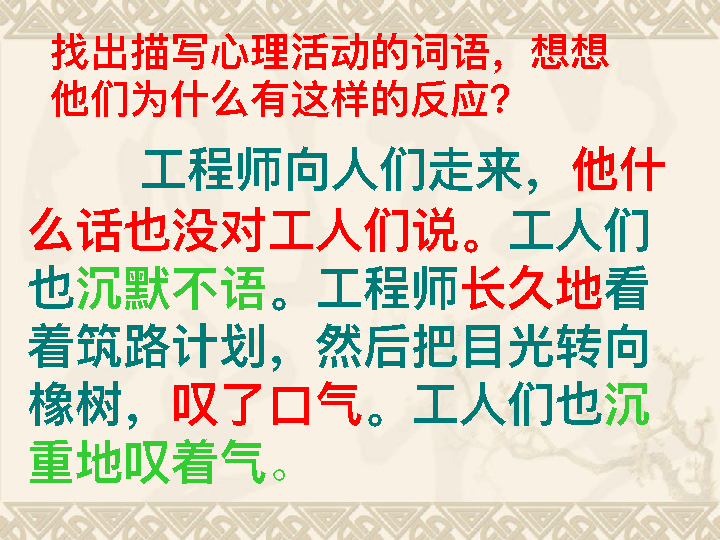 找出描写心理活动的词语，想想
他们为什么有这样的反应？
工程师向人们走来，他什
么话也没对工人们说。工人们
也沉默不语。工程师长久地看
着筑路计划，然后把目光转向
橡树，叹了口气。工人们也沉
重地叹着气。